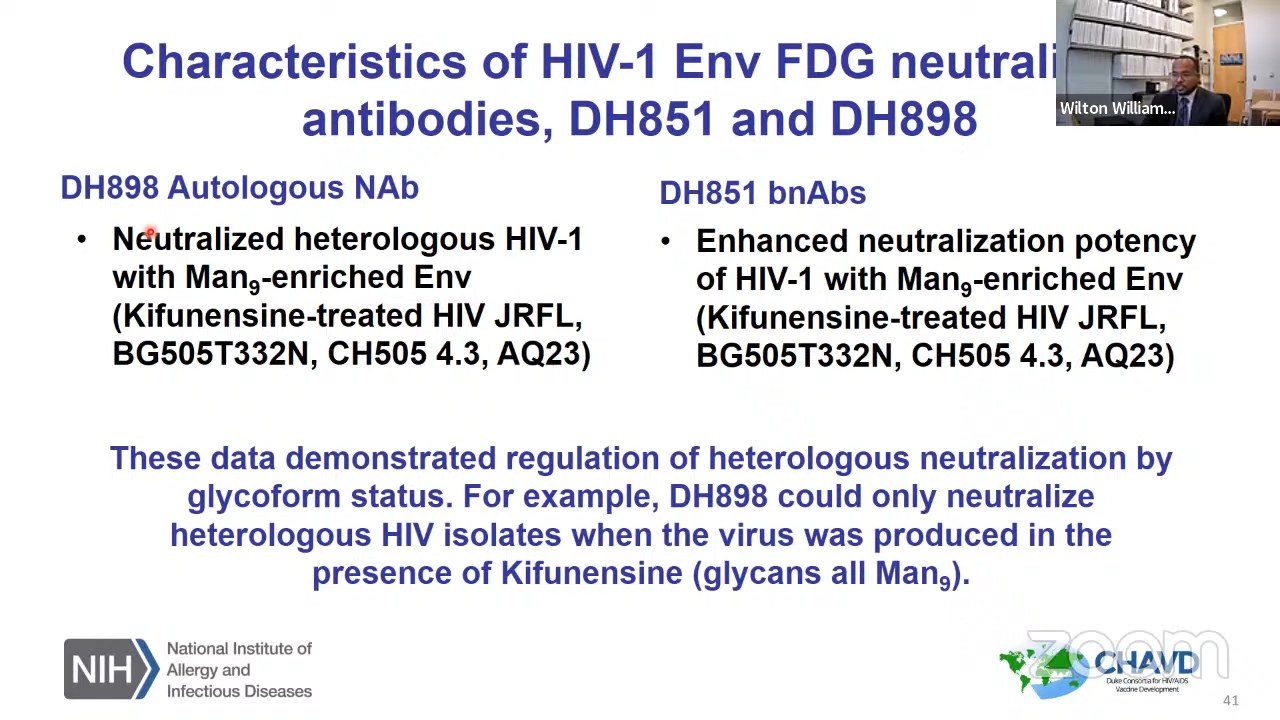 Characteristics of HIV-1 Env FDG neutrali
antibodies, DH851 and DH898
Wilton William...
DH898 Autologous NAb
• Neutralized heterologous HIV-1
with Man₉-enriched Env
(Kifunensine-treated HIV JRFL,
BG505T332N, CH505 4.3, AQ23)
DH851 bnAbs
• Enhanced neutralization potency
of HIV-1 with Man₉-enriched Env
(Kifunensine-treated HIV JRFL,
BG505T332N, CH505 4.3, AQ23)
These data demonstrated regulation of heterologous neutralization by
glycoform status. For example, DH898 could only neutralize
heterologous HIV isolates when the virus was produced in the
presence of Kifunensine (glycans all Man₉).
NIH
National Institute of
Allergy and
Infectious Diseases
zoom
CHAVD
Duke Consortia for HIV/AIDS
Vaccine Development
41